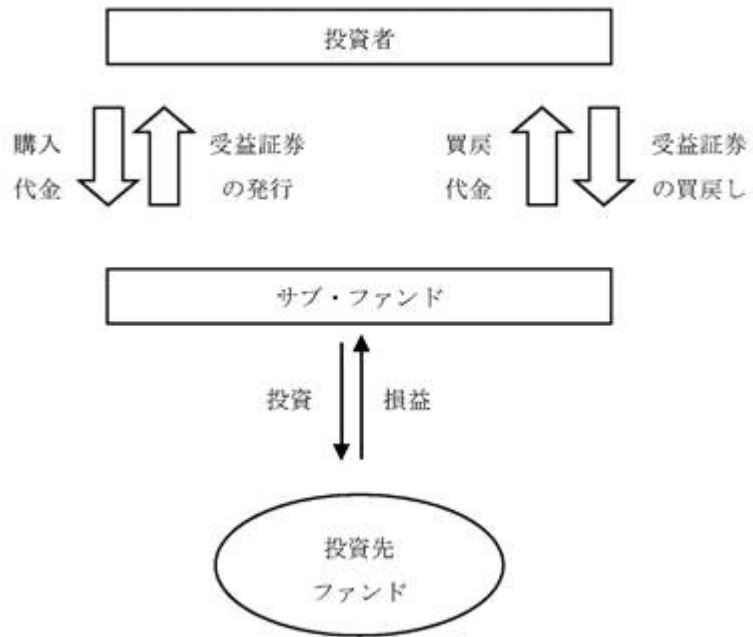 投資者
購入
代金
受益証券
の発行
買戻
代金
受益証券
の買戻し
サブ・ファンド
投資
損益
投資先
ファンド